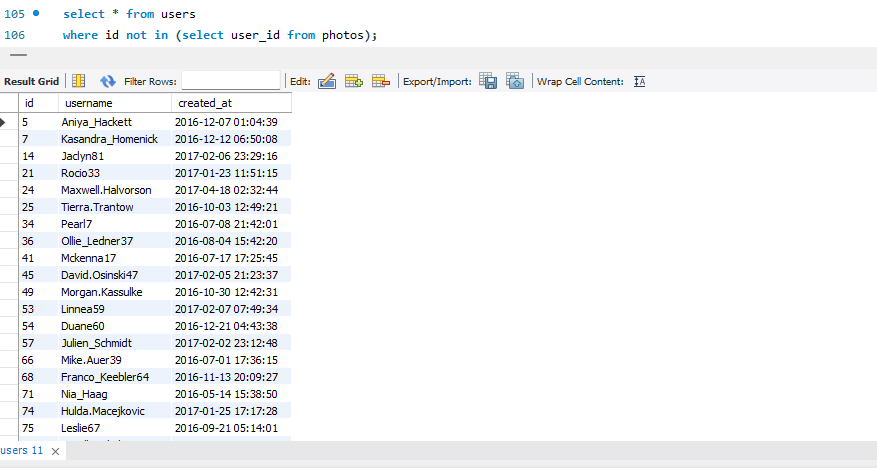 105 select * from users
106 where id not in (select user_id from photos);
Result Grid Filter Rows: Edit: Export/Import: Wrap Cell Content:
id username created_at
5 Aniya_Hackett 2016-12-07 01:04:39
7 Kasandra_Homenick 2016-12-12 06:50:08
14 Jaclyn81 2017-02-06 23:29:16
21 Rocio33 2017-01-23 11:51:15
24 Maxwell.Halvorson 2017-04-18 02:32:44
25 Tierra.Trantow 2016-10-03 12:49:21
34 Pearl7 2016-07-08 21:42:01
36 Ollie_Ledner37 2016-08-04 15:42:20
41 Mckenna17 2016-07-17 17:25:45
45 David.Osinski47 2017-02-05 21:23:37
49 Morgan.Kassulke 2016-10-30 12:42:31
53 Linnea59 2017-02-07 07:49:34
54 Duane60 2016-12-21 04:43:38
57 Julien_Schmidt 2017-02-02 23:12:48
66 Mike.Auer39 2016-07-01 17:36:15
68 Franco_Keebler64 2016-11-13 20:09:27
71 Nia_Haag 2016-05-14 15:38:50
74 Hulda.Macejkovic 2017-01-25 17:17:28
75 Leslie67 2016-09-21 05:14:01
users 11